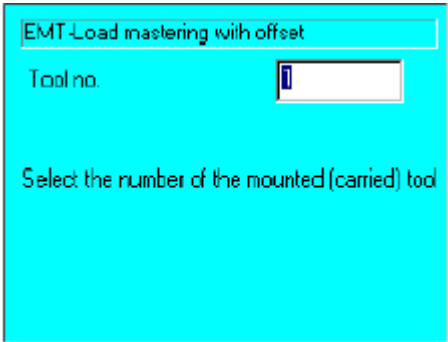 EMT-Load mastering with offset
Tool no.
1
Select the number of the mounted (carried) tool